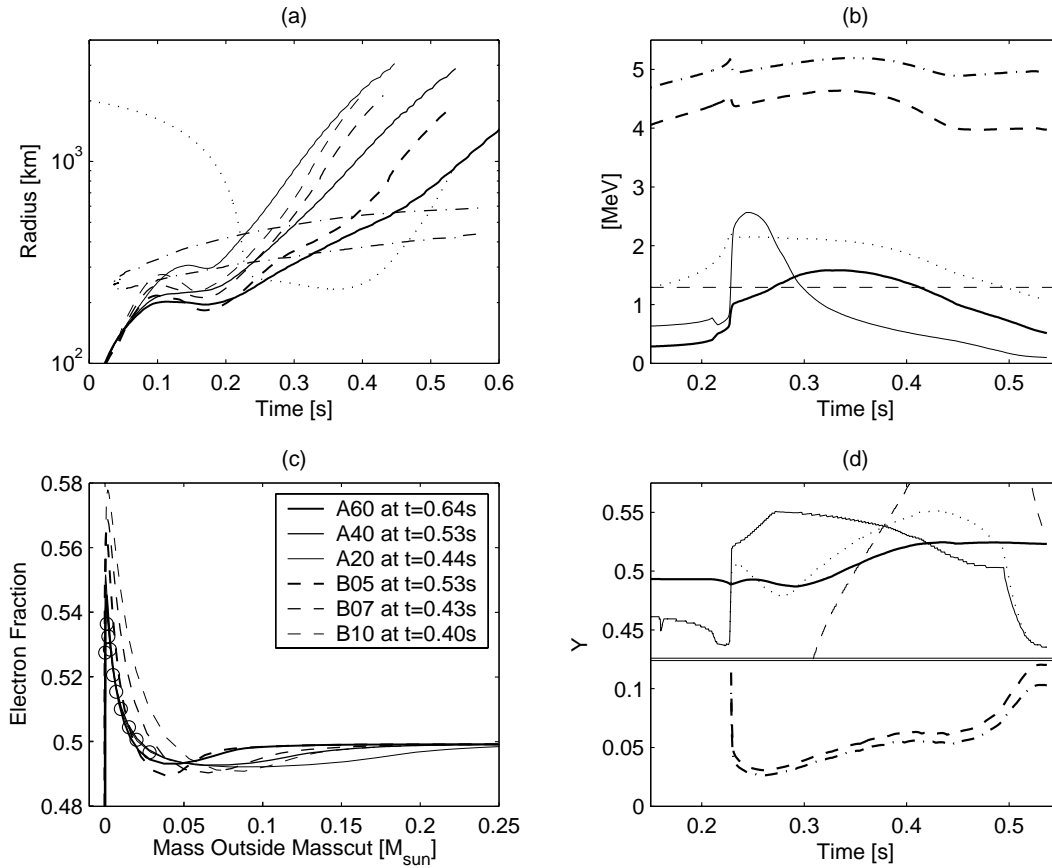 (a)
Radius [km]
10^3
10^2
0 0.1 0.2 0.3 0.4 0.5 0.6
Time [s]
(b)
[MeV]
5
4
3
2
1
0
0.2 0.3 0.4 0.5
Time [s]
(c)
Electron Fraction
0.58
0.56
0.54
0.52
0.5
0.48
A60 at t=0.64s
A40 at t=0.53s
A20 at t=0.44s
B05 at t=0.53s
B07 at t=0.43s
B10 at t=0.40s
0 0.05 0.1 0.15 0.2 0.25
Mass Outside Masscut [M_sun]
(d)
Y
0.55
0.5
0.45
0.1
0.05
0
0.2 0.3 0.4 0.5
Time [s]